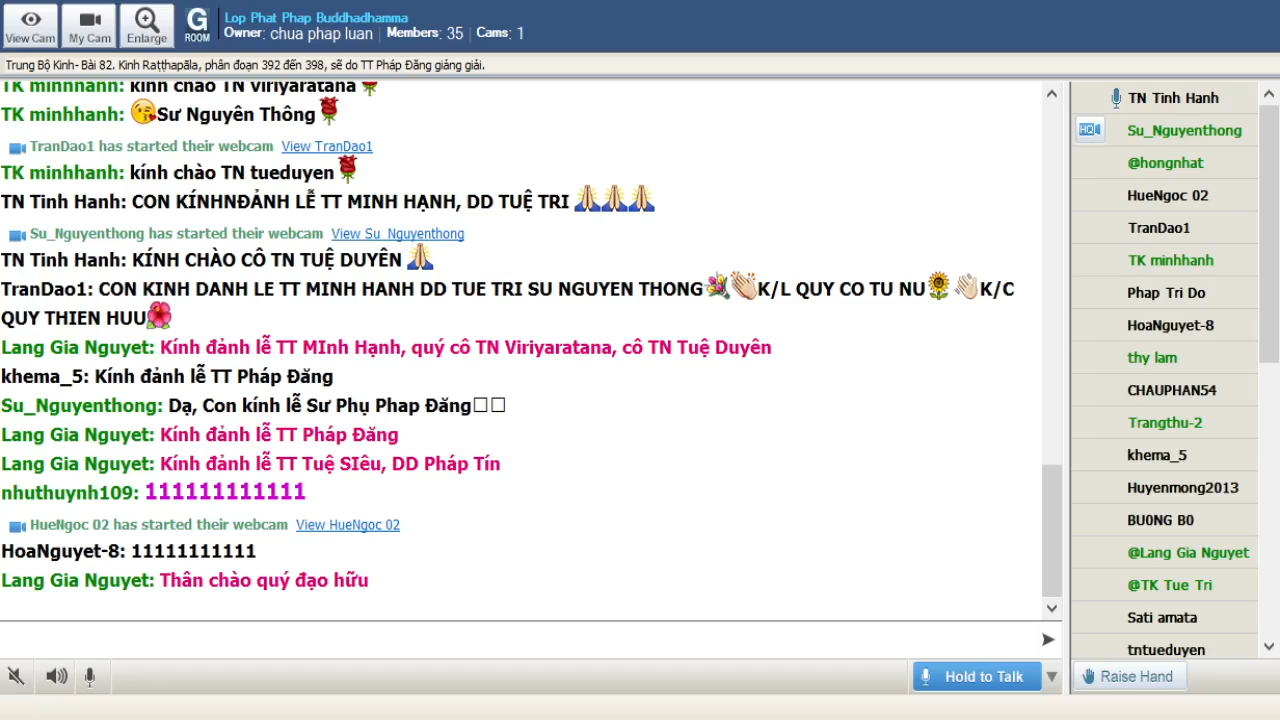 View Cam
My Cam
Enlarge
G
ROOM
Lop Phat Phap Buddhadhamma
Owner: chua phap luan Members: 35 Cams: 1
Trung Bộ Kinh- Bài 82. Kinh Raṭṭhapāla, phân đoạn 392 đến 398, sẽ do TT Pháp Đăng giảng giải.
TK minhhanh: kính chào TN viriyaratana
TK minhhanh: Sư Nguyên Thông
TranDao1 has started their webcam View TranDao1
TK minhhanh: kính chào TN tueduyen
TN Tinh Hanh: CON KÍNHNĐẢNH LỄ TT MINH HẠNH, DD TUỆ TRI
Su_Nguyenthong has started their webcam View Su_Nguyenthong
TN Tinh Hanh: KÍNH CHÀO CÔ TN TUỆ DUYÊN
TranDao1: CON KINH DANH LE TT MINH HANH DD TUE TRI SU NGUYEN THONG K/L QUY CO TU NU K/C
QUY THIEN HUU
Lang Gia Nguyet: Kính đảnh lễ TT MInh Hạnh, quý cô TN Viriyaratana, cô TN Tuệ Duyên
khema_5: Kính đảnh lễ TT Pháp Đăng
Su_Nguyenthong: Dạ, Con kính lễ Sư Phụ Phap Đăng
Lang Gia Nguyet: Kính đảnh lễ TT Pháp Đăng
Lang Gia Nguyet: Kính đảnh lễ TT Tuệ SIêu, DD Pháp Tín
nhuthuynh109: 111111111111
HueNgoc 02 has started their webcam View HueNgoc 02
HoaNguyet-8: 11111111111
Lang Gia Nguyet: Thân chào quý đạo hữu
Hold to Talk
TN Tinh Hanh
HQ
Su_Nguyenthong
@hongnhat
HueNgoc 02
TranDao1
TK minhhanh
Phap Tri Do
HoaNguyet-8
thy lam
CHAUPHAN54
Trangthu-2
khema_5
Huyenmong2013
BU0NG B0
@Lang Gia Nguyet
@TK Tue Tri
Sati amata
tntueduyen
Raise Hand